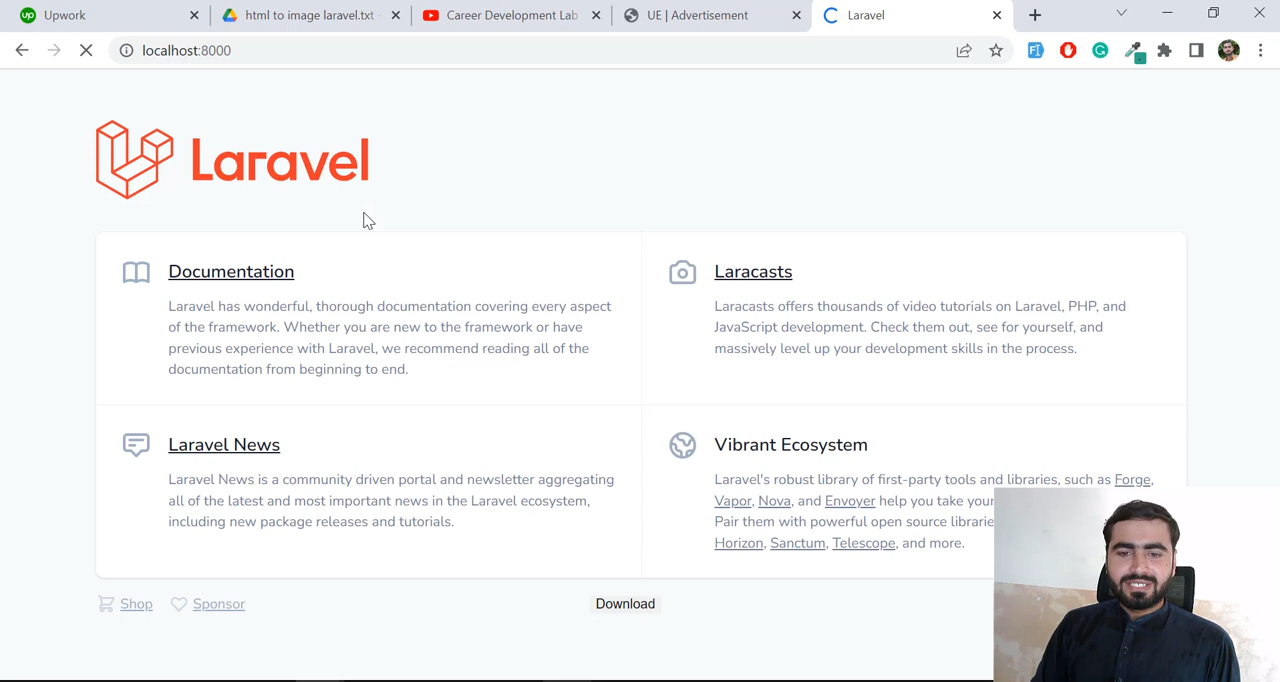 up Upwork
html to image laravel.txt -
Career Development Lab
UE | Advertisement
Laravel
localhost:8000
Laravel
Documentation
Laravel has wonderful, thorough documentation covering every aspect
of the framework. Whether you are new to the framework or have
previous experience with Laravel, we recommend reading all of the
documentation from beginning to end.
Laracasts
Laracasts offers thousands of video tutorials on Laravel, PHP, and
JavaScript development. Check them out, see for yourself, and
massively level up your development skills in the process.
Laravel News
Laravel News is a community driven portal and newsletter aggregating
all of the latest and most important news in the Laravel ecosystem,
including new package releases and tutorials.
Vibrant Ecosystem
Laravel's robust library of first-party tools and libraries, such as Forge,
Vapor, Nova, and Envoyer help you take your
Pair them with powerful open source librarie
Horizon, Sanctum, Telescope, and more.
Shop
Sponsor
Download